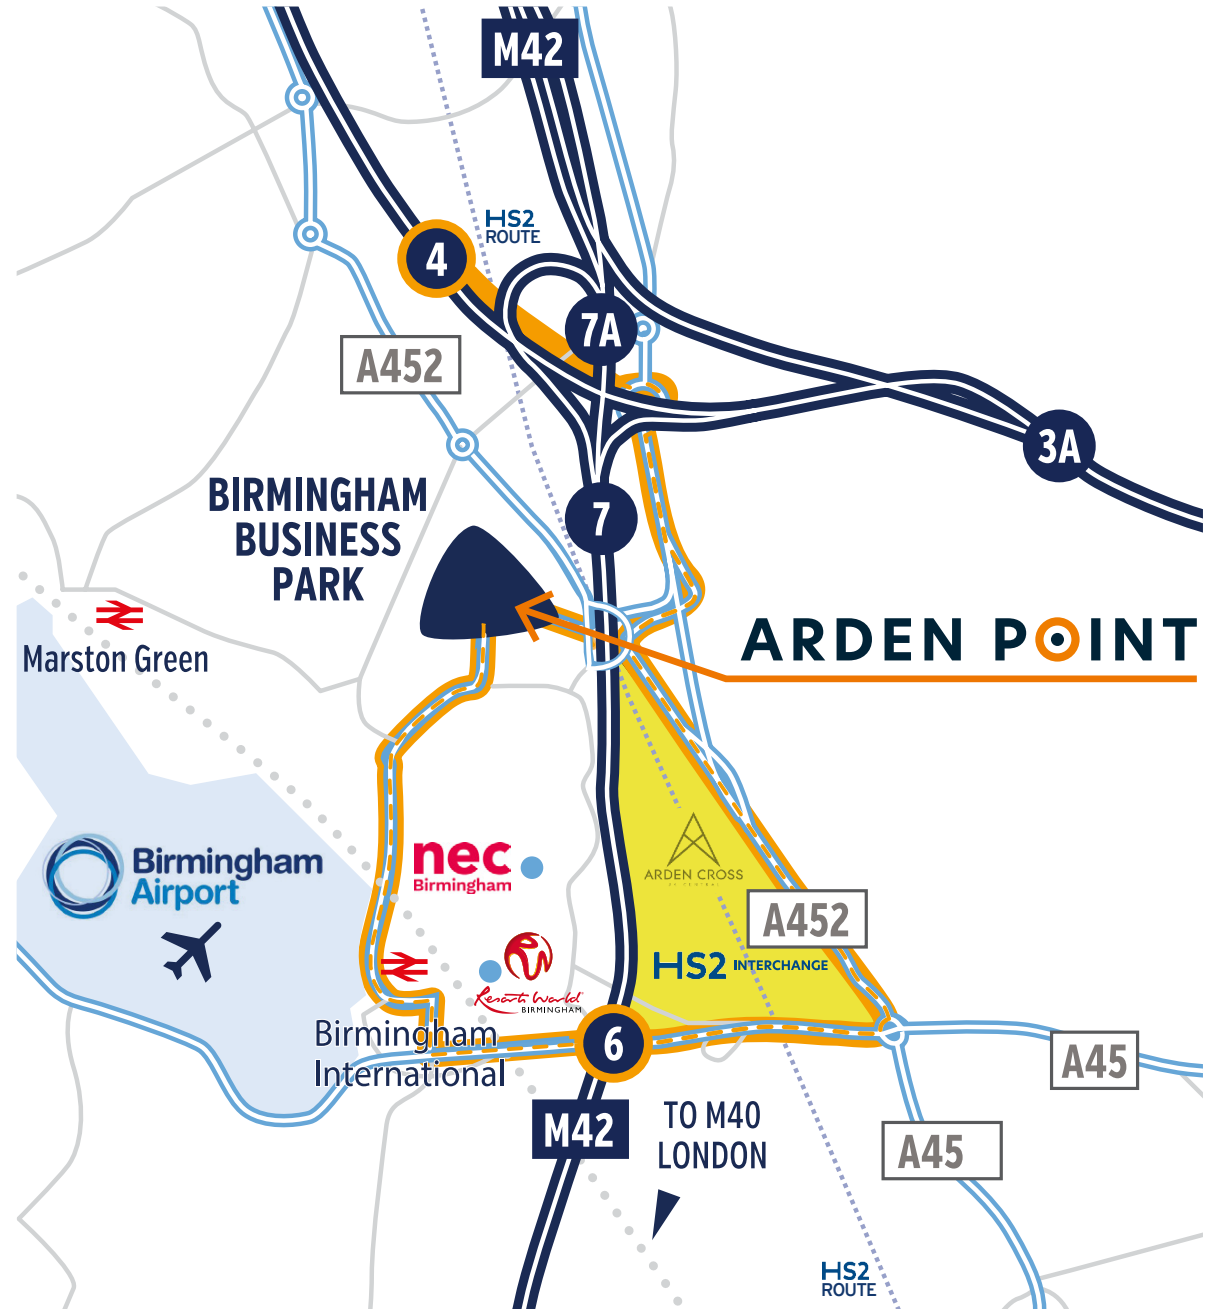 M42
HS2
ROUTE
4
7A
A452
3A
BIRMINGHAM
BUSINESS
PARK
7
ARDEN POINT
Marston Green
Birmingham
Airport
nec
Birmingham
ARDEN CROSS
A452
HS2 INTERCHANGE
Resorts World
BIRMINGHAM
Birmingham
International
6
A45
M42
TO M40
LONDON
A45
HS2
ROUTE